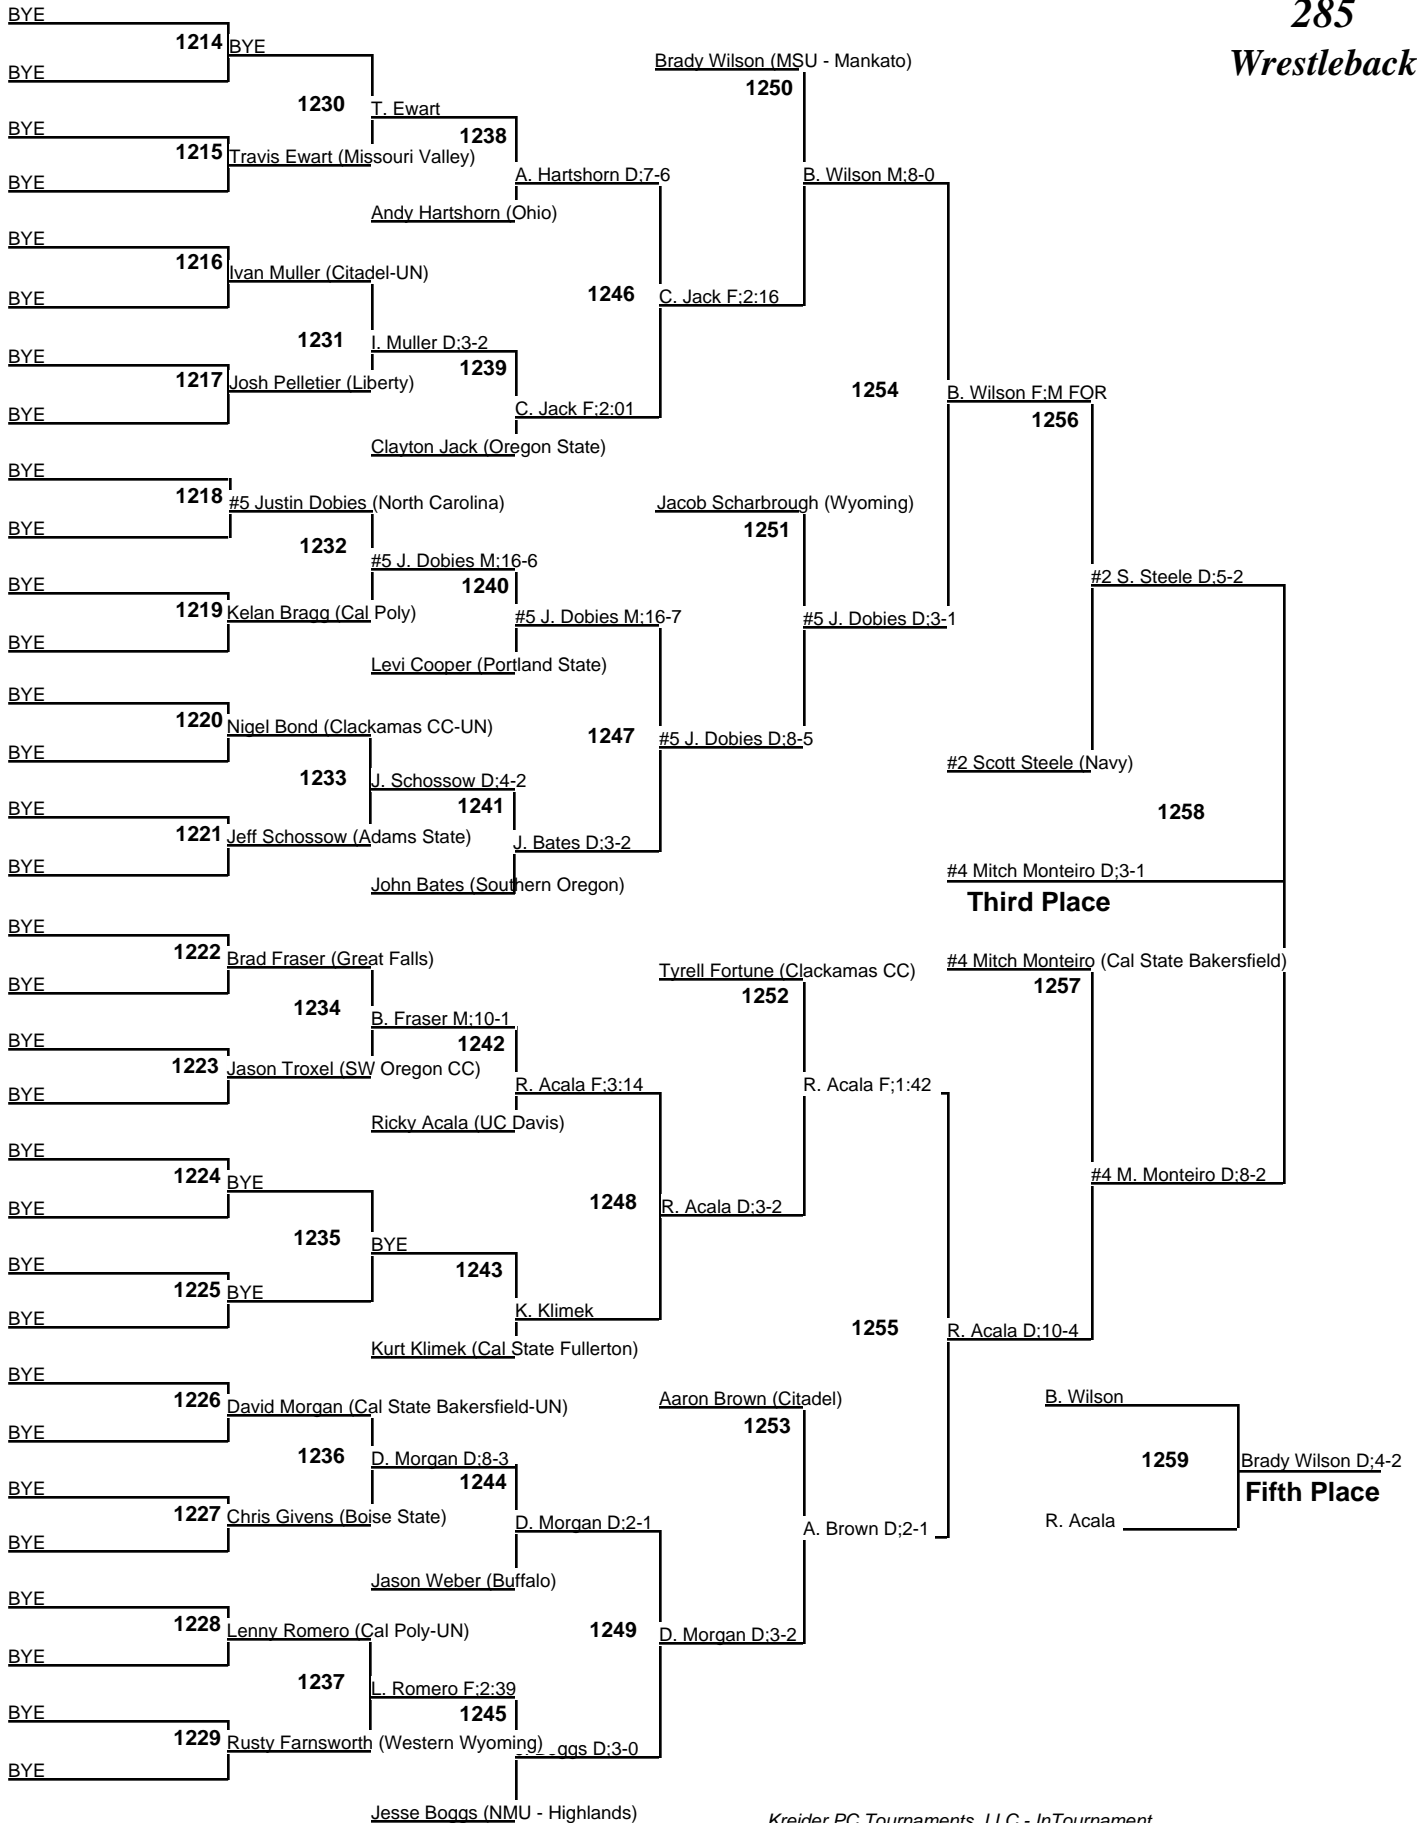 285
Wrestleback
BYE
1214
BYE
BYE
1230
T. Ewart
BYE
1215
Travis Ewart (Missouri Valley)
BYE
1238
A. Hartshorn D;7-6
Andy Hartshorn (Ohio)
BYE
1216
Ivan Muller (Citadel-UN)
BYE
1231
I. Muller D;3-2
BYE
1217
Josh Pelletier (Liberty)
BYE
1239
C. Jack F;2:01
Clayton Jack (Oregon State)
1246
C. Jack F;2:16
Brady Wilson (MSU - Mankato)
1250
B. Wilson M;8-0
BYE
1218
#5 Justin Dobies (North Carolina)
BYE
1232
#5 J. Dobies M;16-6
BYE
1219
Kelan Bragg (Cal Poly)
BYE
1240
#5 J. Dobies M;16-7
Levi Cooper (Portland State)
BYE
1220
Nigel Bond (Clackamas CC-UN)
BYE
1233
J. Schossow D;4-2
BYE
1221
Jeff Schossow (Adams State)
BYE
1241
J. Bates D;3-2
John Bates (Southern Oregon)
1247
#5 J. Dobies D;8-5
Jacob Scharbrough (Wyoming)
1251
#5 J. Dobies D;3-1
1254
B. Wilson F;M FOR
1256
#2 S. Steele D;5-2
#2 Scott Steele (Navy)
1258
#4 Mitch Monteiro D;3-1
Third Place
BYE
1222
Brad Fraser (Great Falls)
BYE
1234
B. Fraser M;10-1
BYE
1223
Jason Troxel (SW Oregon CC)
BYE
1242
R. Acala F;3:14
Ricky Acala (UC Davis)
BYE
1224
BYE
BYE
1235
BYE
BYE
1225
BYE
BYE
1243
K. Klimek
Kurt Klimek (Cal State Fullerton)
1248
R. Acala D;3-2
Tyrell Fortune (Clackamas CC)
1252
R. Acala F;1:42
#4 Mitch Monteiro (Cal State Bakersfield)
1257
#4 M. Monteiro D;8-2
1255
R. Acala D;10-4
BYE
1226
David Morgan (Cal State Bakersfield-UN)
BYE
1236
D. Morgan D;8-3
BYE
1227
Chris Givens (Boise State)
BYE
1244
D. Morgan D;2-1
Jason Weber (Buffalo)
BYE
1228
Lenny Romero (Cal Poly-UN)
BYE
1237
L. Romero F;2:39
BYE
1229
Rusty Farnsworth (Western Wyoming)
BYE
1245
ggs D;3-0
Jesse Boggs (NMU - Highlands)
1249
D. Morgan D;3-2
Aaron Brown (Citadel)
1253
A. Brown D;2-1
B. Wilson
1259
R. Acala
Brady Wilson D;4-2
Fifth Place
Kreider PC Tournaments, LLC - InTournament